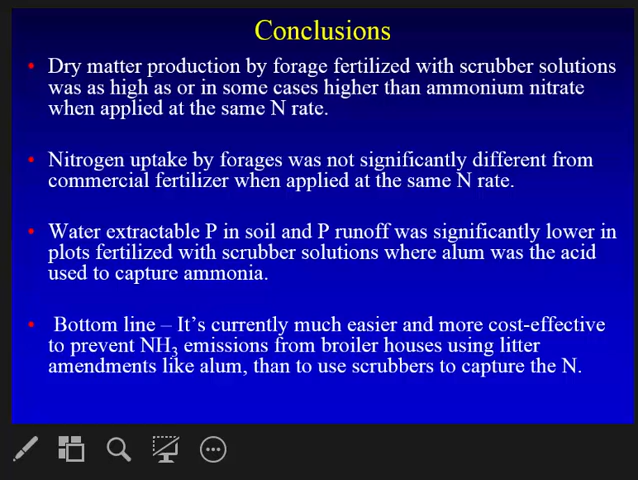 Conclusions
• Dry matter production by forage fertilized with scrubber solutions
was as high as or in some cases higher than ammonium nitrate
when applied at the same N rate.
• Nitrogen uptake by forages was not significantly different from
commercial fertilizer when applied at the same N rate.
• Water extractable P in soil and P runoff was significantly lower in
plots fertilized with scrubber solutions where alum was the acid
used to capture ammonia.
• Bottom line – It's currently much easier and more cost-effective
to prevent NH₃ emissions from broiler houses using litter
amendments like alum, than to use scrubbers to capture the N.